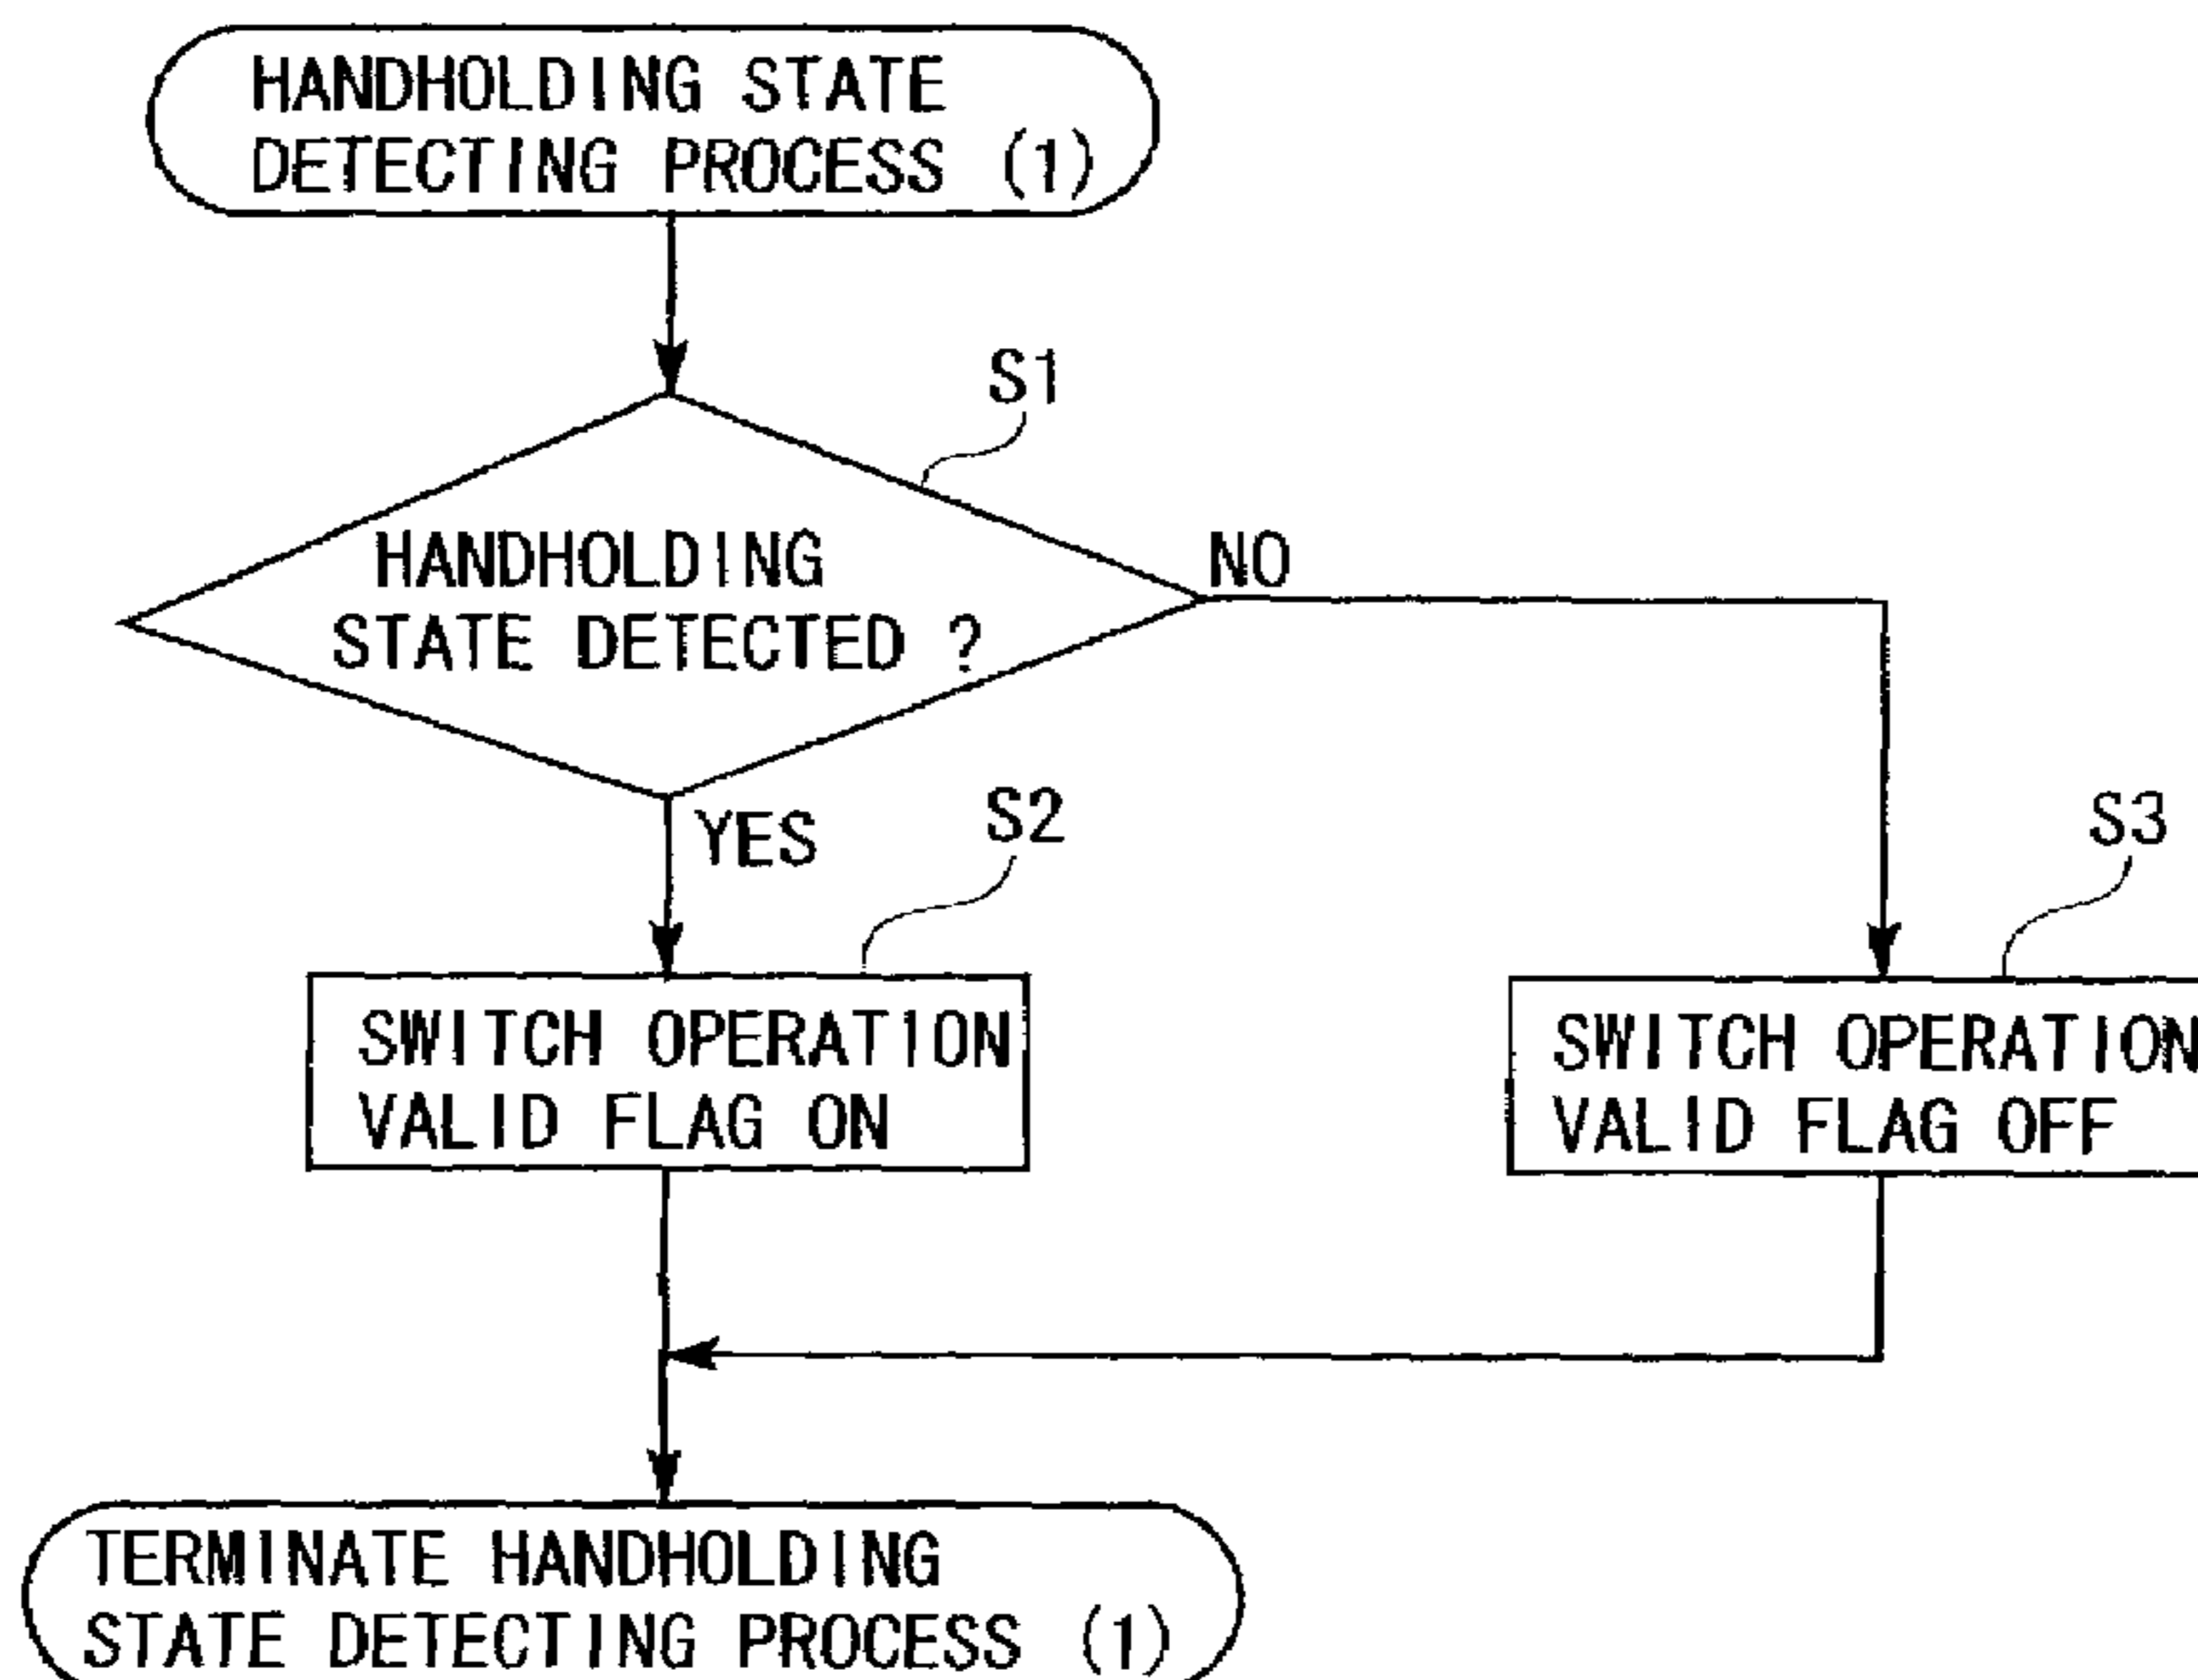 HANDHOLDING STATE
DETECTING PROCESS (1)
S1
HANDHOLDING
STATE DETECTED ?
NO
YES
S2
S3
SWITCH OPERATION
VALID FLAG ON
SWITCH OPERATION
VALID FLAG OFF
TERMINATE HANDHOLDING
STATE DETECTING PROCESS (1)